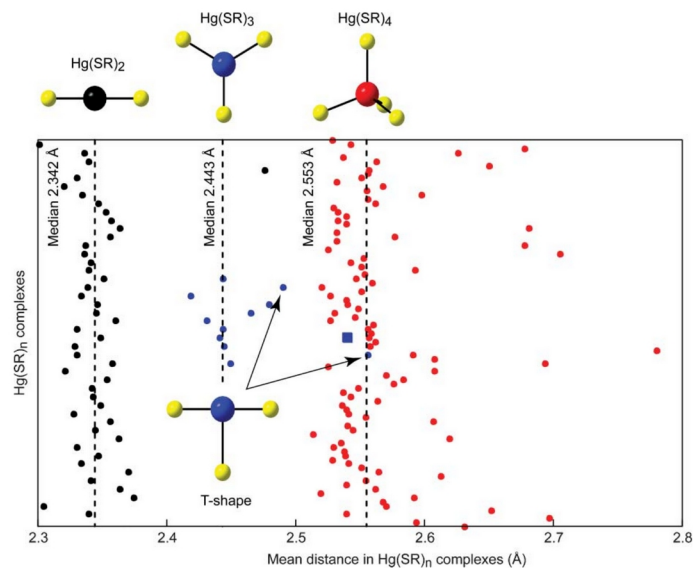 Hg(SR)₂
Hg(SR)₃
Hg(SR)₄
Median 2.342 Å
Median 2.443 Å
Median 2.553 Å
Hg(SR)n complexes
T-shape
2.3
2.4
2.5
2.6
2.7
2.8
Mean distance in Hg(SR)n complexes (Å)